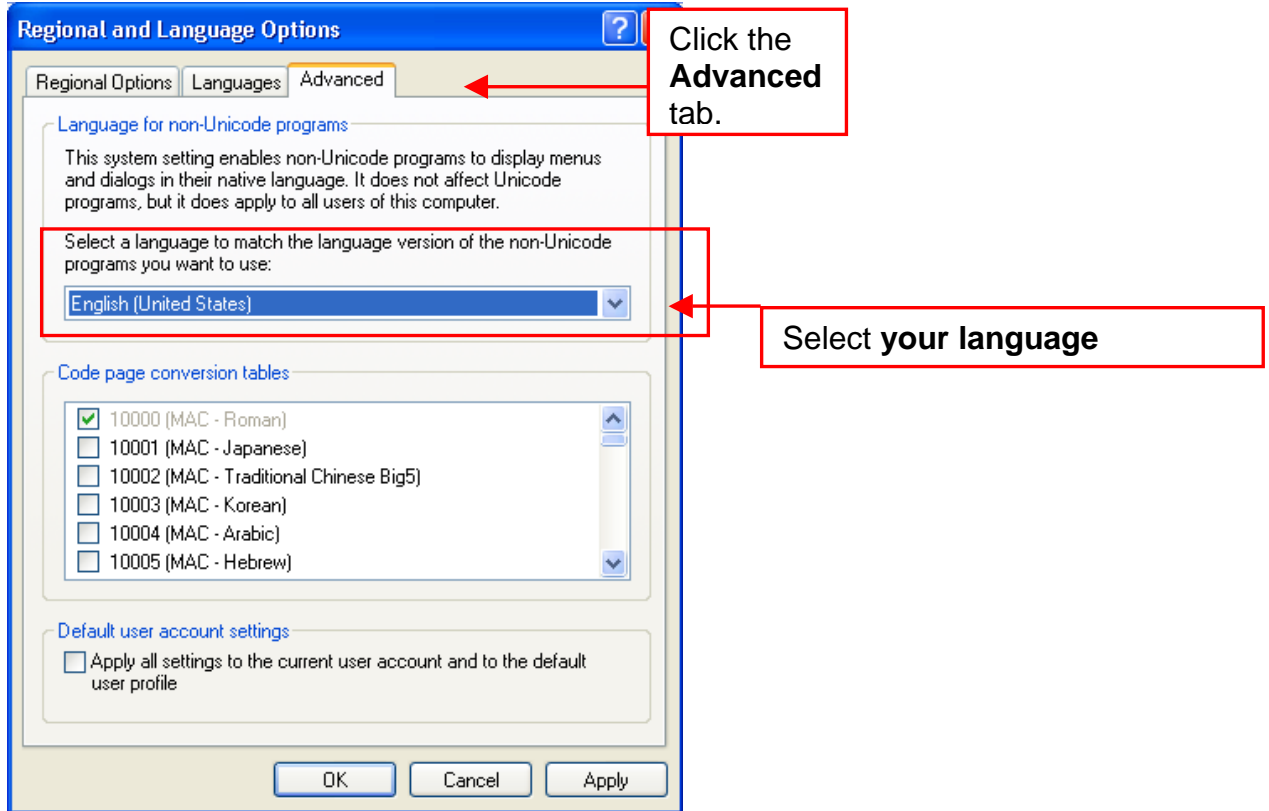 Regional and Language Options
Click the
Advanced
tab.
Regional Options Languages Advanced
Language for non-Unicode programs
This system setting enables non-Unicode programs to display menus
and dialogs in their native language. It does not affect Unicode
programs, but it does apply to all users of this computer.
Select a language to match the language version of the non-Unicode
programs you want to use:
English (United States)
Select your language
Code page conversion tables
10000 (MAC - Roman)
10001 (MAC - Japanese)
10002 (MAC - Traditional Chinese Big5)
10003 (MAC - Korean)
10004 (MAC - Arabic)
10005 (MAC - Hebrew)
Default user account settings
Apply all settings to the current user account and to the default
user profile
OK Cancel Apply